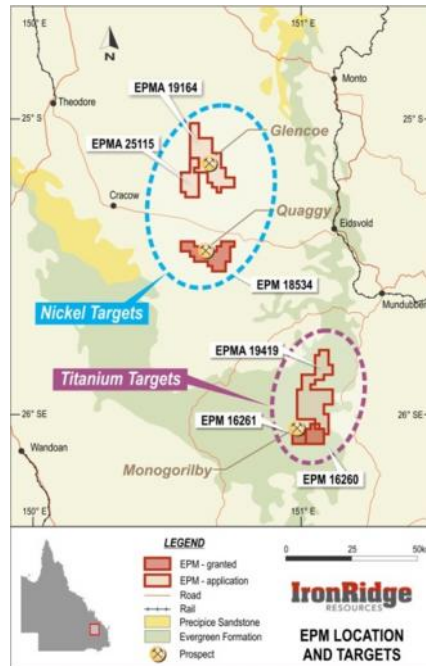 150° E
151° E
N
Monto
EPMA 19164
Theodore
25° S
25° S
Glencoe
EPMA 25115
Cracow
Quaggy
Eidsvold
EPM 18534
Nickel Targets
Mundubbera
EPMA 19419
Titanium Targets
26° SE
26° SE
EPM 16261
Wandoan
Monogorilby
EPM 16260
150° E
151° E
LEGEND
EPM - granted
EPM - application
Road
Rail
Precipice Sandstone
Evergreen Formation
Prospect
0 25 50k
IronRidge
RESOURCES
EPM LOCATION
AND TARGETS